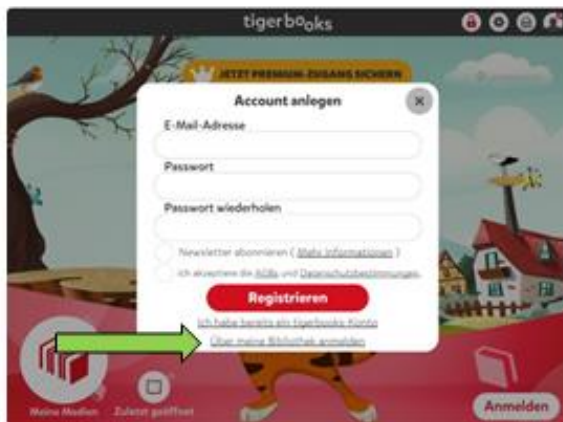 tigerbooks
JETZT PREMIUM-ZUGANG SICHERN
Account anlegen
E-Mail-Adresse
Passwort
Passwort wiederholen
Newsletter abonnieren ( Mehr Informationen )
Ich akzeptiere die AGBs und Datenschutzbestimmungen.
Registrieren
Ich habe bereits ein tigerbooks-Konto
Über meine Bibliothek anmelden
Meine Medien
Zuletzt geöffnet
Anmelden